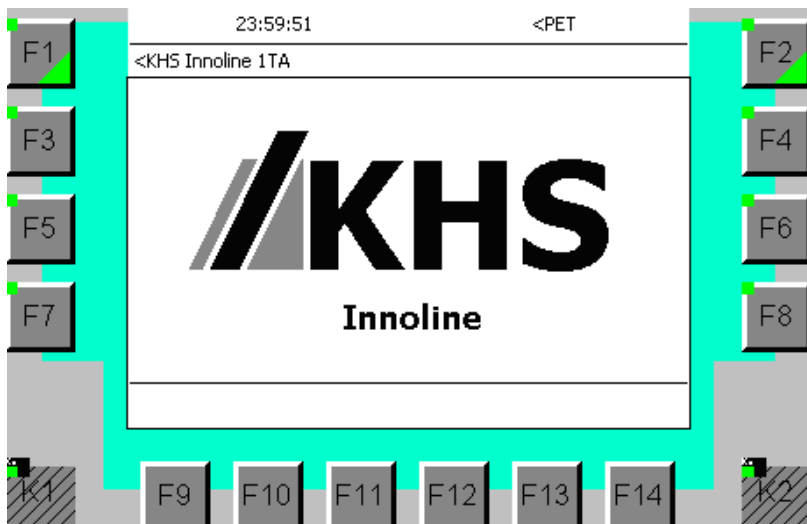 23:59:51 <PET
F1 F2
<KHS Innoline 1TA
F3 F4
KHS
F5 F6
F7 Innoline F8
K1 F9 F10 F11 F12 F13 F14 K2